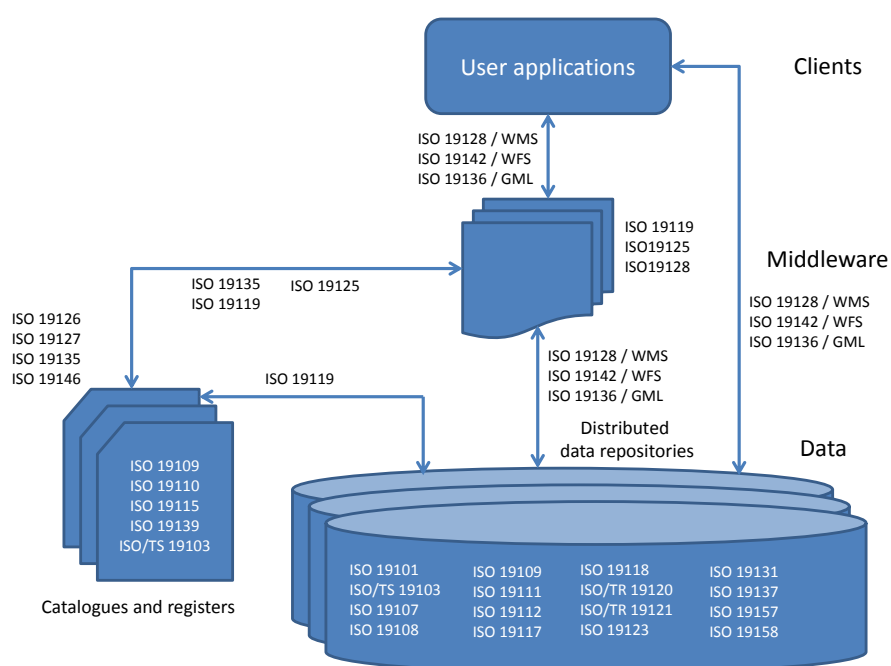 User applications
Clients
ISO 19128 / WMS
ISO 19142 / WFS
ISO 19136 / GML
ISO 19119
ISO19125
ISO19128
Middleware
ISO 19135
ISO 19119
ISO 19125
ISO 19128 / WMS
ISO 19142 / WFS
ISO 19136 / GML
ISO 19126
ISO 19127
ISO 19135
ISO 19146
ISO 19128 / WMS
ISO 19142 / WFS
ISO 19136 / GML
ISO 19119
Distributed
data repositories
Data
ISO 19109
ISO 19110
ISO 19115
ISO 19139
ISO/TS 19103
Catalogues and registers
ISO 19101
ISO/TS 19103
ISO 19107
ISO 19108
ISO 19109
ISO 19111
ISO 19112
ISO 19117
ISO 19118
ISO/TR 19120
ISO/TR 19121
ISO 19123
ISO 19131
ISO 19137
ISO 19157
ISO 19158